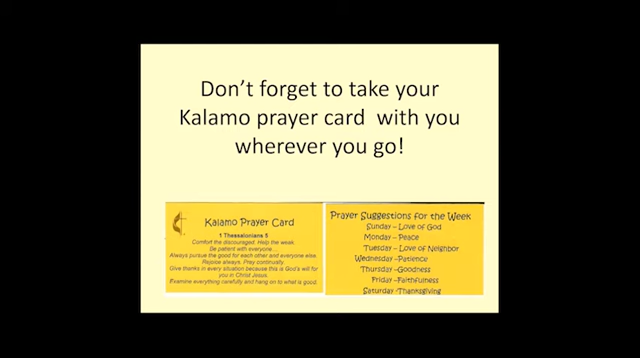 Don't forget to take your
Kalamo prayer card with you
wherever you go!
Kalamo Prayer Card
1 Thessalonians 5
Comfort the discouraged. Help the weak.
Be patient with everyone...
Always pursue the good for each other and everyone else.
Rejoice always. Pray continually.
Give thanks in every situation because this is God's will for
you in Christ Jesus.
Examine everything carefully and hang on to what is good.
Prayer Suggestions for the Week
Sunday – Love of God
Monday – Peace
Tuesday – Love of Neighbor
Wednesday – Patience
Thursday – Goodness
Friday – Faithfulness
Saturday – Thanksgiving